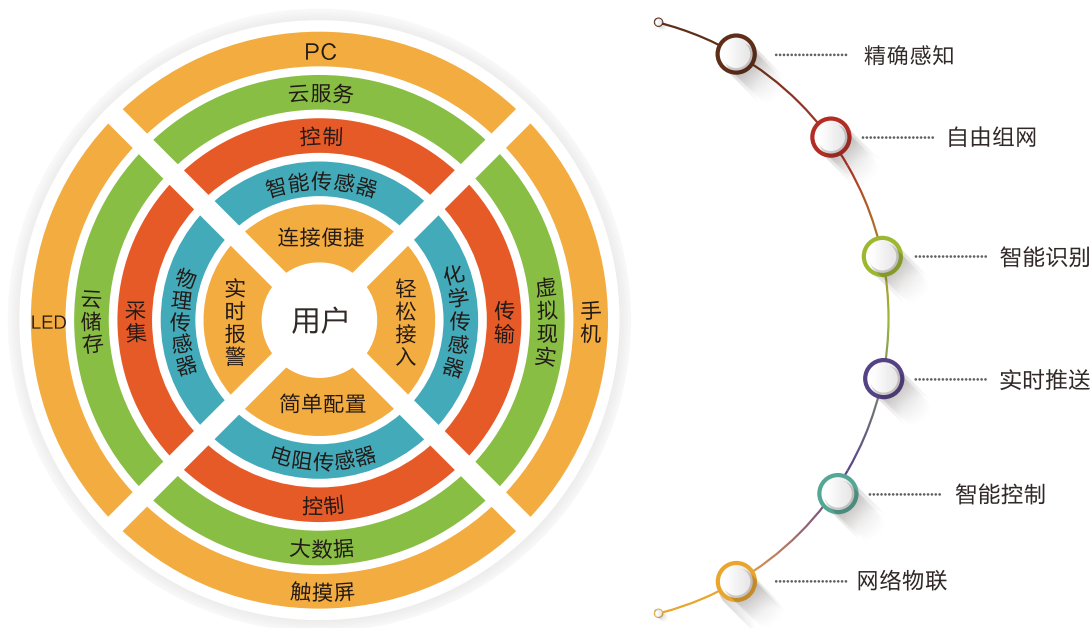 PC
云服务
控制
智能传感器
连接便捷
LED
云储存
采集
物理传感器
实时报警
用户
轻松接入
化学传感器
传输
虚拟现实
手机
简单配置
电阻传感器
控制
大数据
触摸屏
精确感知
自由组网
智能识别
实时推送
智能控制
网络物联